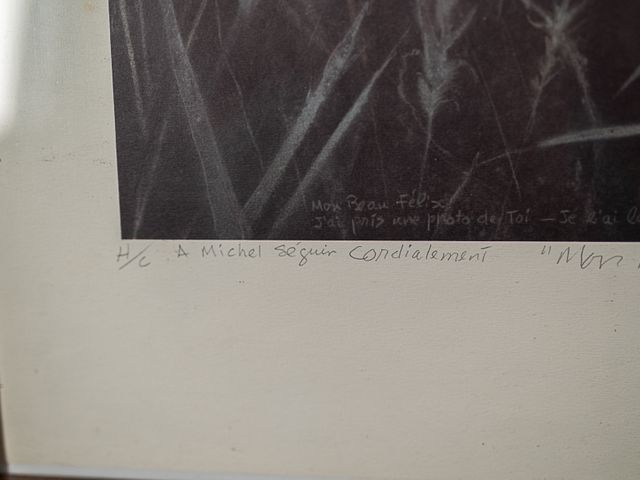 Mon Beau Félix
J'ai pris une photo de Toi — Je l'ai
H/C A Michel Séguin Cordialement "Mon